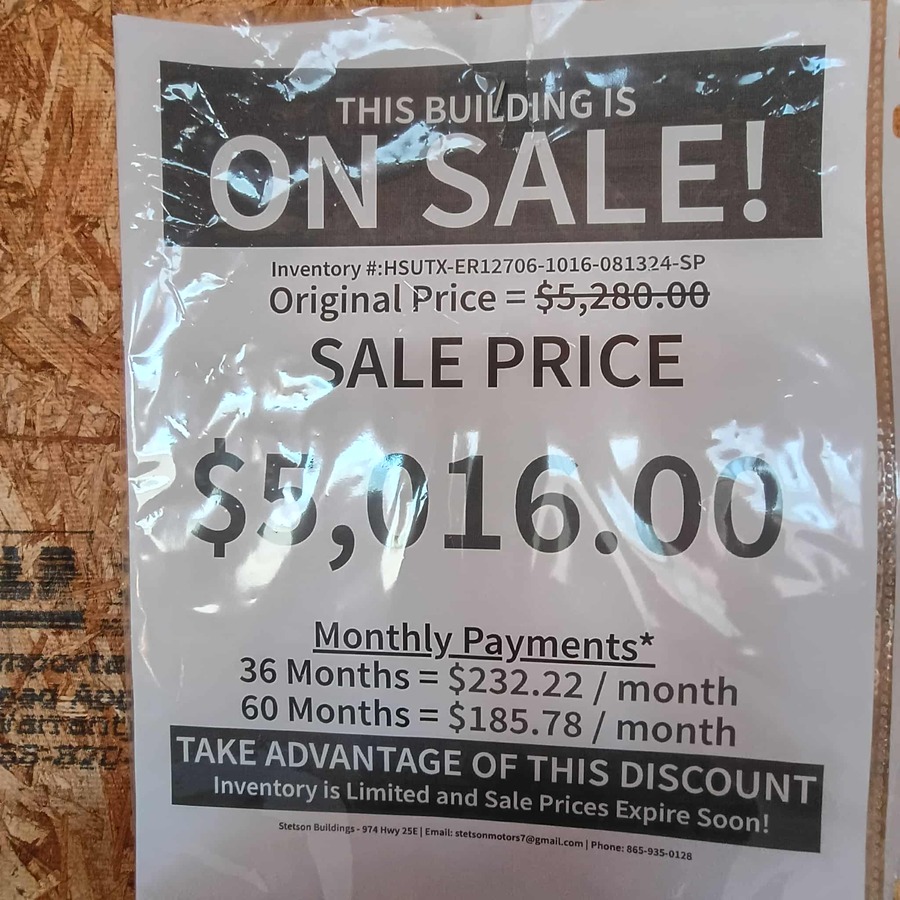 THIS BUILDING IS
ON SALE!
Inventory #:HSUTX-ER12706-1016-081324-SP
Original Price = $5,280.00
SALE PRICE
$5,016.00
Monthly Payments*
36 Months = $232.22 / month
60 Months = $185.78 / month
TAKE ADVANTAGE OF THIS DISCOUNT
Inventory is Limited and Sale Prices Expire Soon!
Stetson Buildings - 974 Hwy 25E | Email: stetsonmotors7@gmail.com | Phone: 865-935-0128